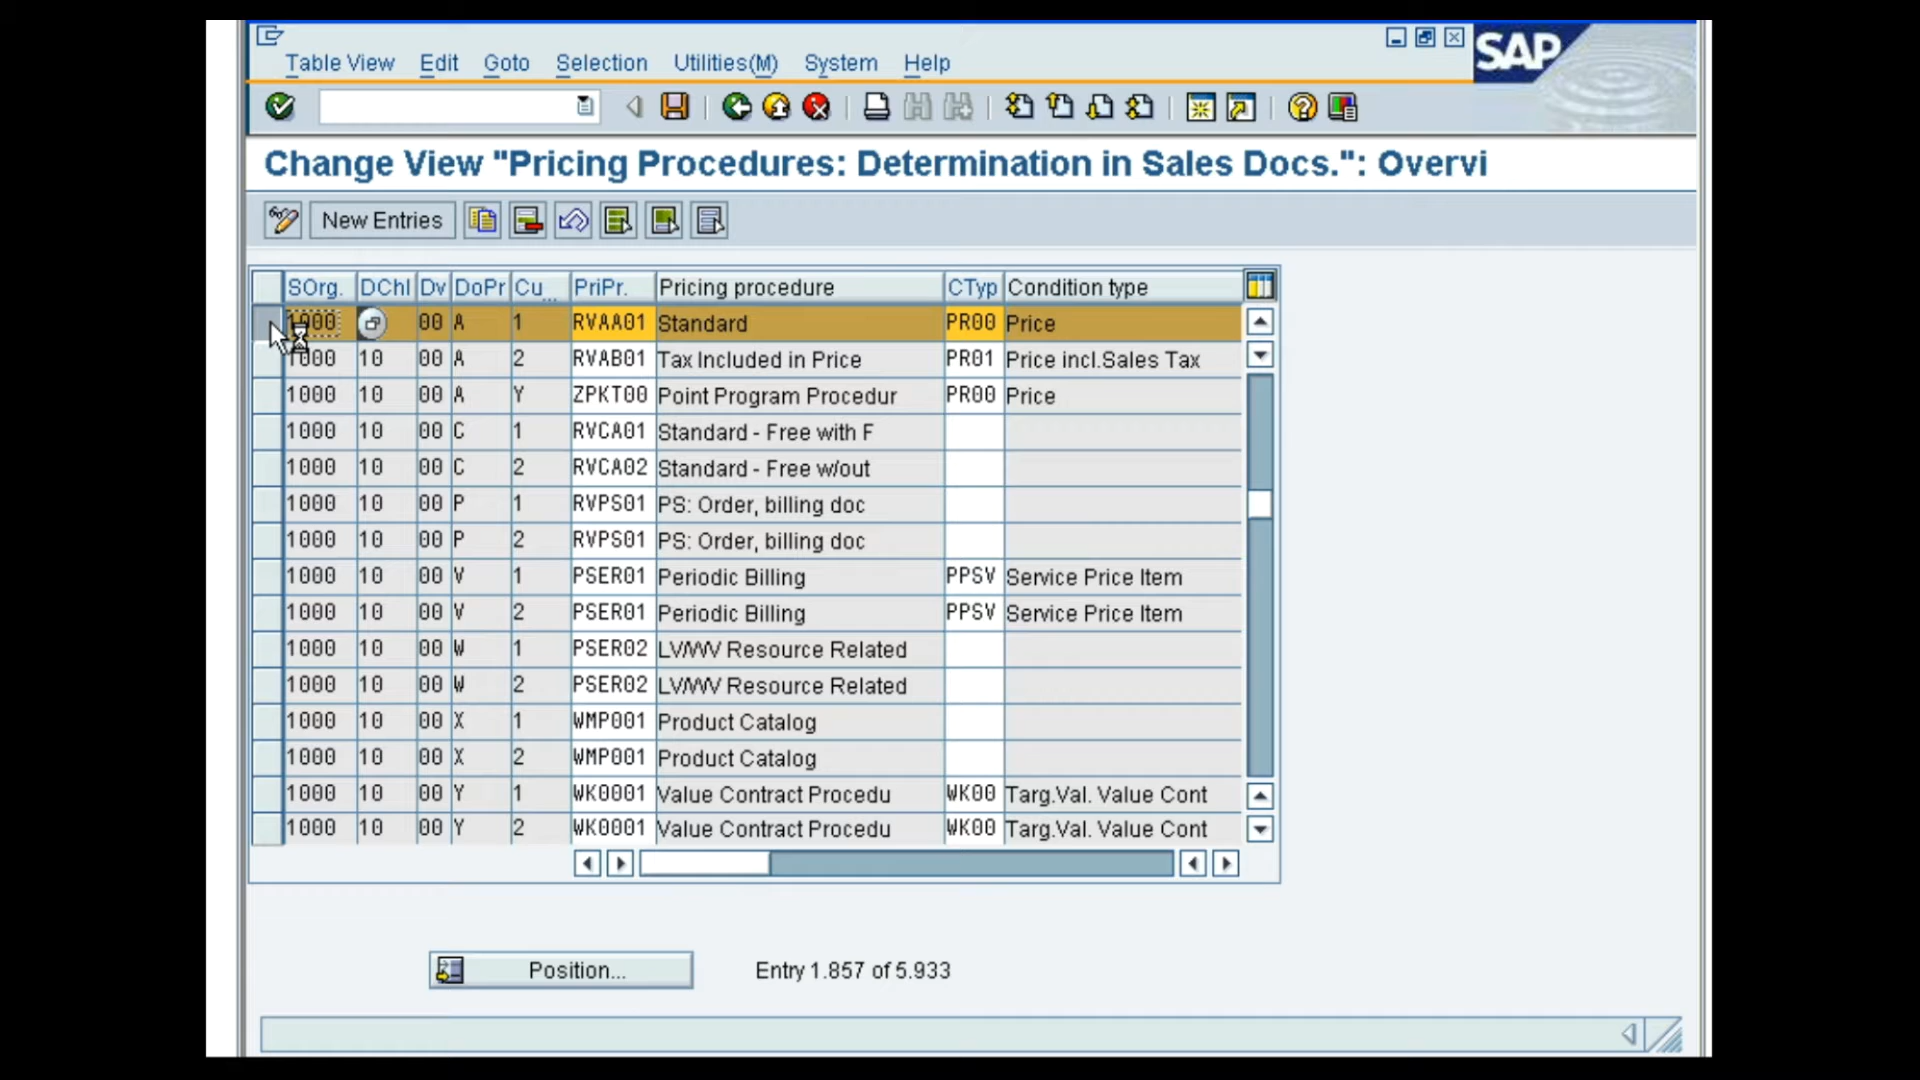 Table View Edit Goto Selection Utilities(M) System Help
SAP
Change View "Pricing Procedures: Determination in Sales Docs.": Overvi
New Entries
SOrg. DChl Dv DoPr Cu... PriPr. Pricing procedure CTyp Condition type
1000 00 A 1 RVAA01 Standard PR00 Price
1000 10 00 A 2 RVAB01 Tax Included in Price PR01 Price incl.Sales Tax
1000 10 00 A Y ZPKT00 Point Program Procedur PR00 Price
1000 10 00 C 1 RVCA01 Standard - Free with F
1000 10 00 C 2 RVCA02 Standard - Free w/out
1000 10 00 P 1 RVPS01 PS: Order, billing doc
1000 10 00 P 2 RVPS01 PS: Order, billing doc
1000 10 00 V 1 PSER01 Periodic Billing PPSV Service Price Item
1000 10 00 V 2 PSER01 Periodic Billing PPSV Service Price Item
1000 10 00 W 1 PSER02 LV/WV Resource Related
1000 10 00 W 2 PSER02 LV/WV Resource Related
1000 10 00 X 1 WMP001 Product Catalog
1000 10 00 X 2 WMP001 Product Catalog
1000 10 00 Y 1 WK0001 Value Contract Procedu WK00 Targ.Val. Value Cont
1000 10 00 Y 2 WK0001 Value Contract Procedu WK00 Targ.Val. Value Cont
Position... Entry 1.857 of 5.933